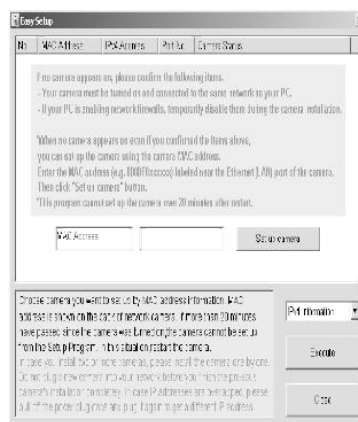 Easy Setup
No. MAC Address IPv4 Address Port No. Camera Status
If no camera appears on, please confirm the following items.
- Your camera must be turned on and connected to the same network as your PC.
- If your PC is enabling network firewalls, temporarily disable them during the camera installation.
*When no camera appears on even if you confirmed the items above,
you can set up the camera using the camera MAC address.
Enter the MAC address (e.g. 0080F0xxxxxx) labeled near the Ethernet (LAN) port of the camera.
Then click "Set up camera" button.
*This program cannot set up the camera over 20 minutes after restart.
MAC Address Set up camera
Choose camera you want to set up by MAC address information. MAC
address is shown on the back of network camera. If more than 20 minutes
have passed since the camera was turned on, the camera cannot be set up
from the Setup Program. In this situation restart the camera.
In case you install two or more cameras, please install the camera one by one.
Do not plug a new camera into your network before you finish the previous
camera's installation completely. In case IP addresses are overlapped, please
pull off the power plug once and plug it again to get a different IP address.
IPv4 Information
Execute
Close